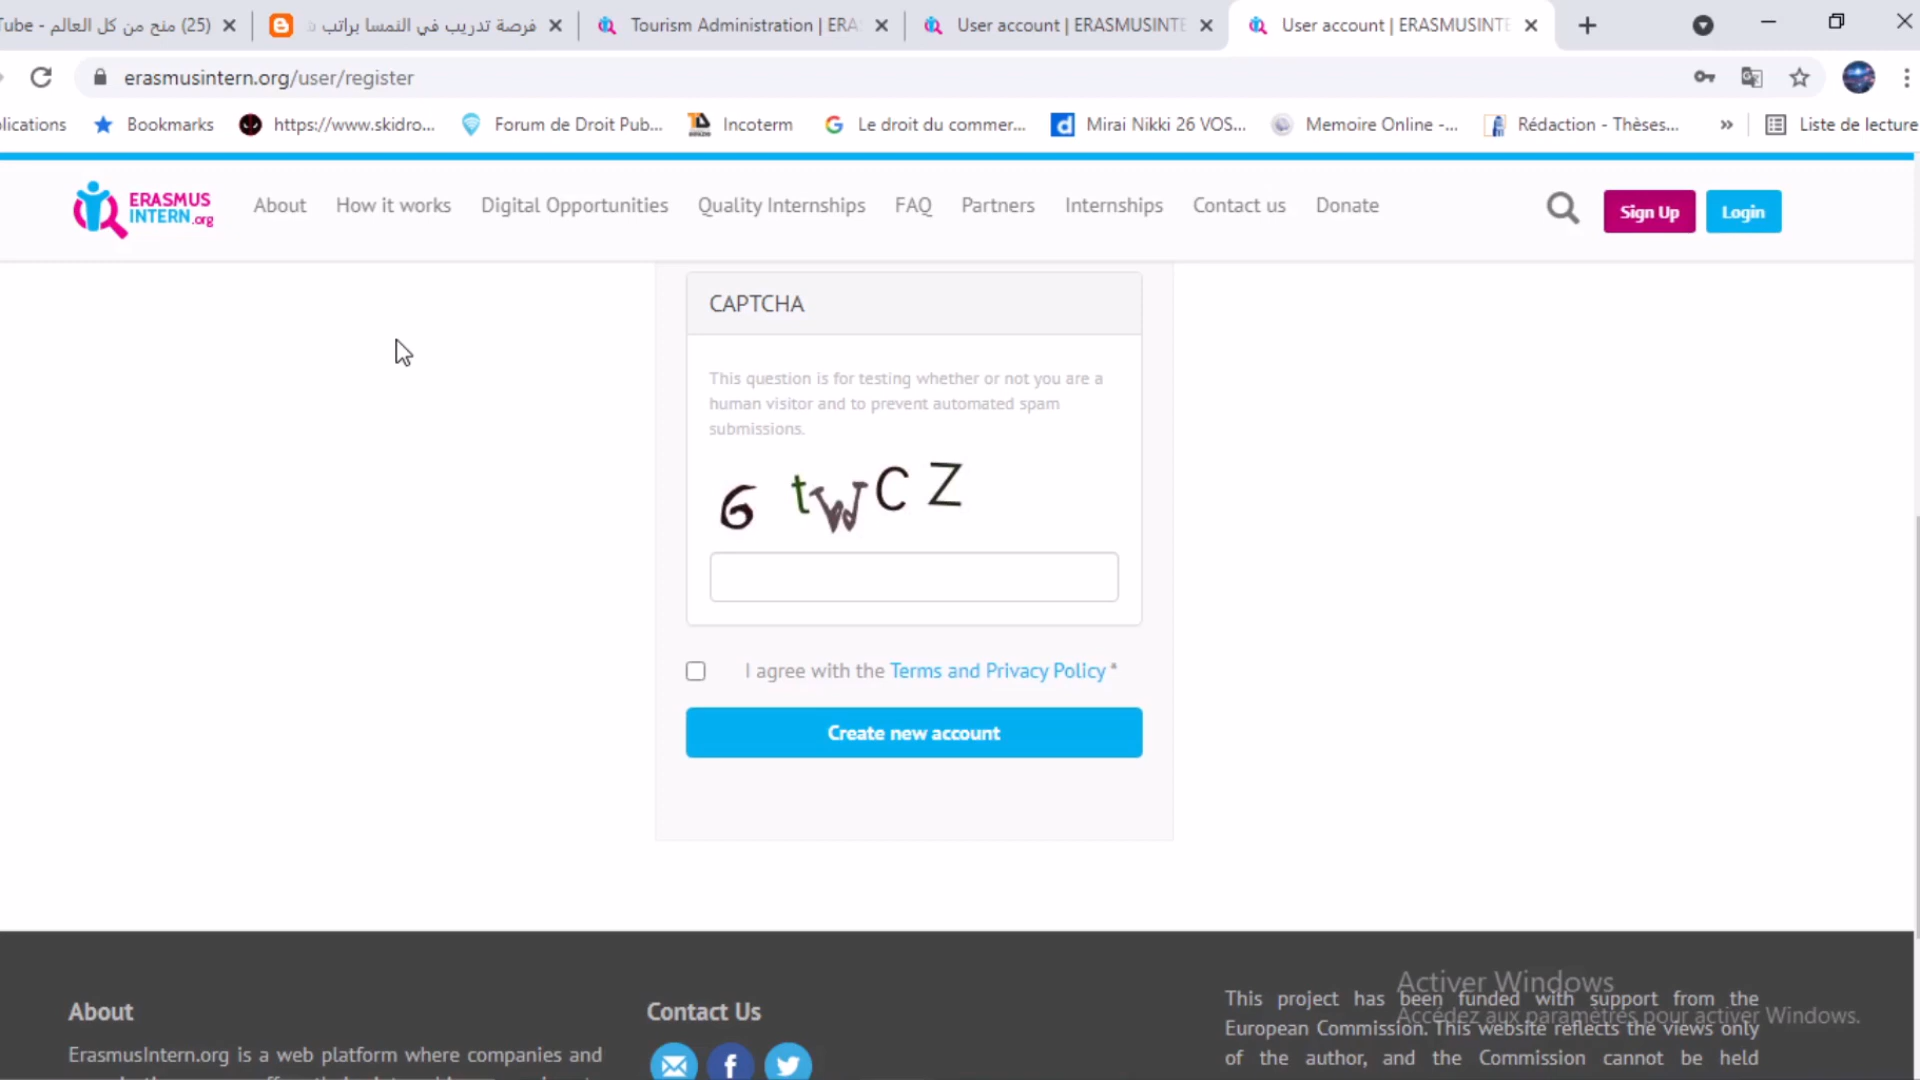 Tube - منح من كل العالم (25)
فرصة تدريب في النمسا براتب
Tourism Administration | ERA
User account | ERASMUSINTE
User account | ERASMUSINTE
erasmusintern.org/user/register
lications
Bookmarks
https://www.skidro...
Forum de Droit Pub...
Incoterm
Le droit du commer...
Mirai Nikki 26 VOS...
Memoire Online -...
Rédaction - Thèses...
»
Liste de lecture
ERASMUS
INTERN.org
About
How it works
Digital Opportunities
Quality Internships
FAQ
Partners
Internships
Contact us
Donate
Sign Up
Login
CAPTCHA
This question is for testing whether or not you are a
human visitor and to prevent automated spam
submissions.
6 tWCZ
I agree with the Terms and Privacy Policy *
Create new account
About
ErasmusIntern.org is a web platform where companies and
Contact Us
This project has been funded with support from the
European Commission. This website reflects the views only
of the author, and the Commission cannot be held
Activer Windows
Accédez aux paramètres pour activer Windows.